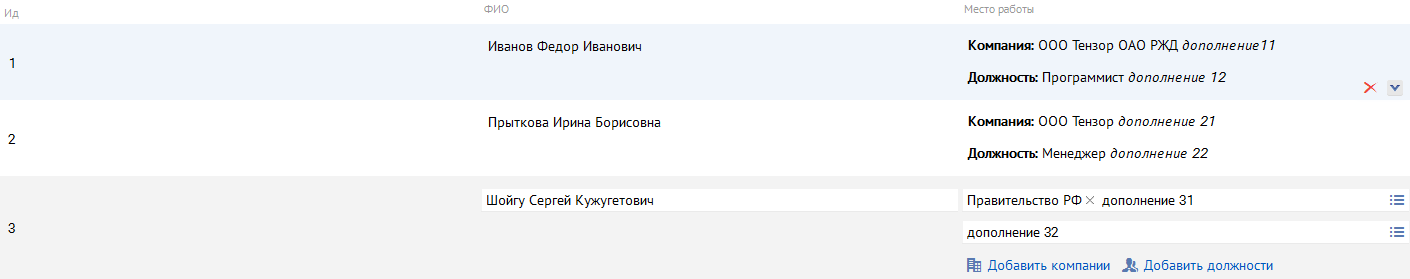 Ид ФИО Место работы
1 Иванов Федор Иванович Компания: ООО Тензор ОАО РЖД дополнение11
Должность: Программист дополнение 12
2 Прыткова Ирина Борисовна Компания: ООО Тензор дополнение 21
Должность: Менеджер дополнение 22
3 Шойгу Сергей Кужугетович Правительство РФ× дополнение 31
дополнение 32
Добавить компании Добавить должности